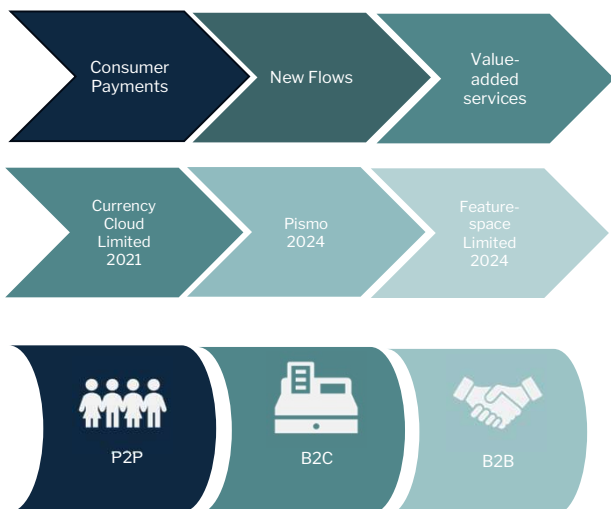 Consumer
Payments
New Flows
Value-
added
services
Currency
Cloud
Limited
2021
Pismo
2024
Feature-
space
Limited
2024
P2P
B2C
B2B